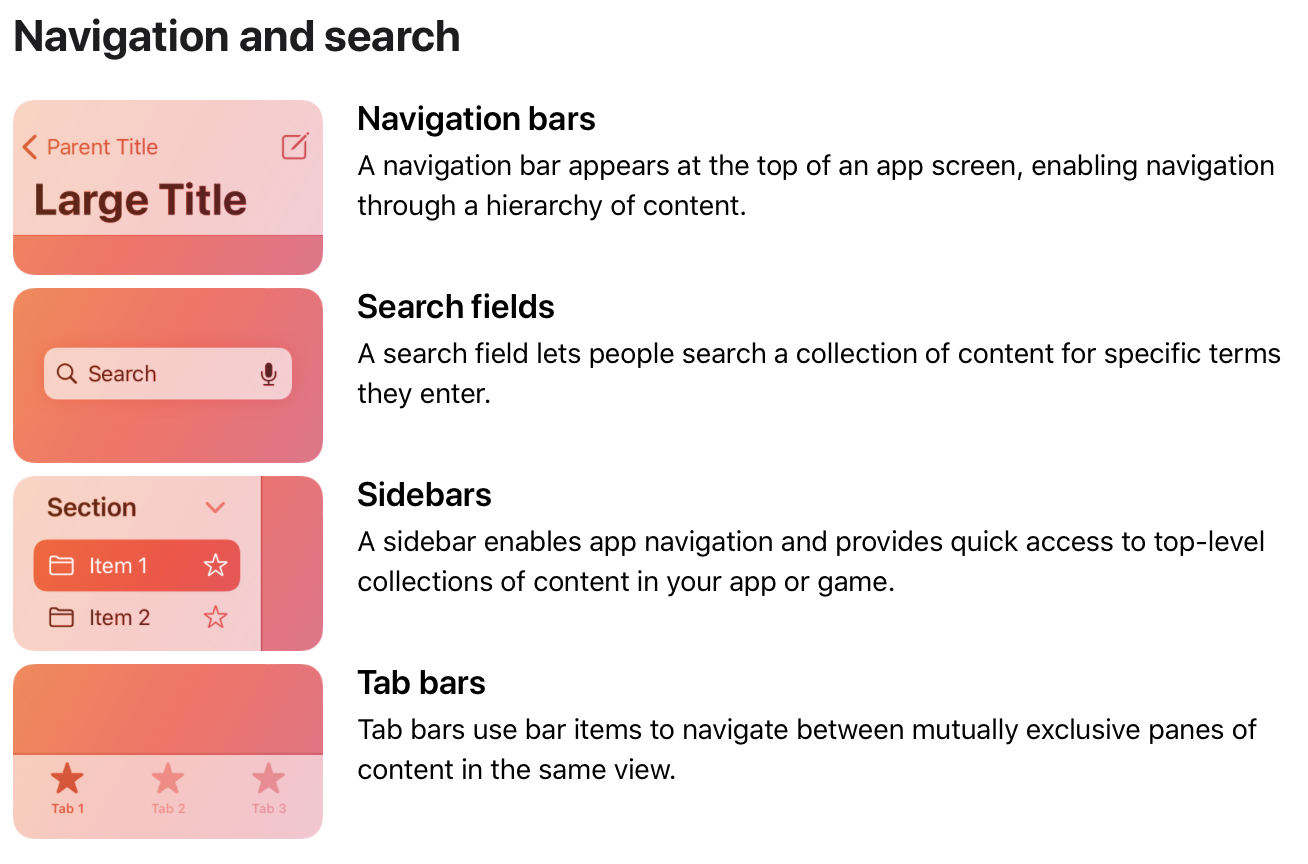 Navigation and search
Parent Title
Large Title
Navigation bars
A navigation bar appears at the top of an app screen, enabling navigation
through a hierarchy of content.
Search
Search fields
A search field lets people search a collection of content for specific terms
they enter.
Section
Item 1
Item 2
Sidebars
A sidebar enables app navigation and provides quick access to top-level
collections of content in your app or game.
Tab 1 Tab 2 Tab 3
Tab bars
Tab bars use bar items to navigate between mutually exclusive panes of
content in the same view.